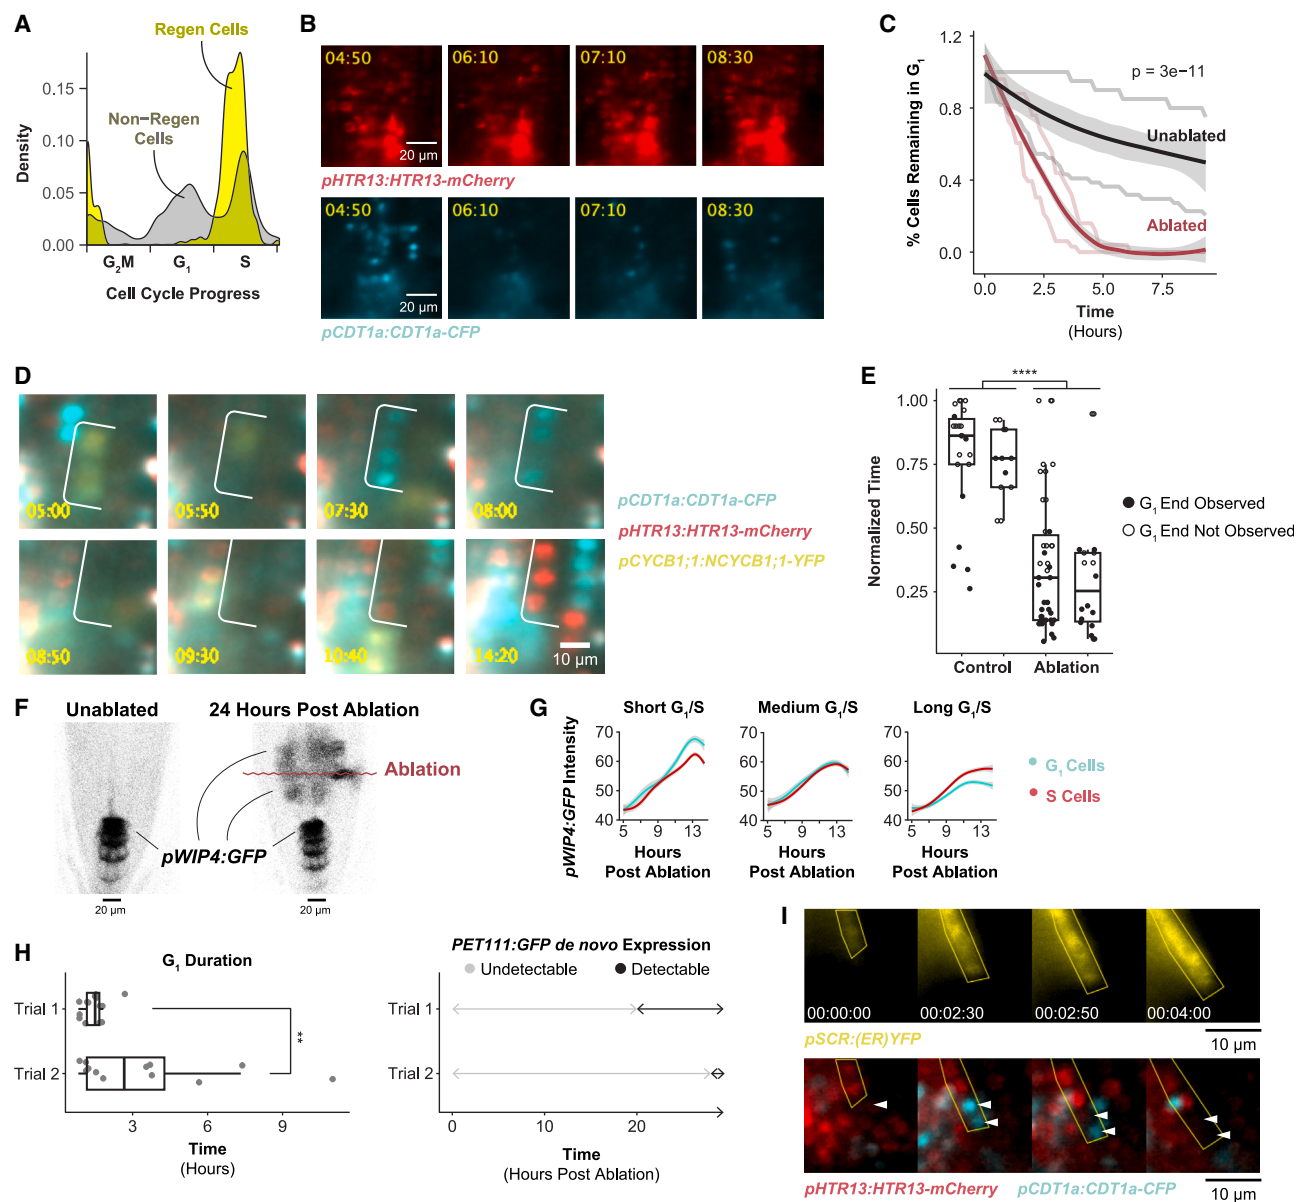 A
Regen Cells
Non−Regen
Cells
Density
0.15
0.10
0.05
0.00
G2M
G1
S
Cell Cycle Progress
B
04:50
06:10
07:10
08:30
20 µm
pHTR13:HTR13-mCherry
04:50
06:10
07:10
08:30
20 µm
pCDT1a:CDT1a-CFP
C
% Cells Remaining in G1
1.2
0.8
0.4
0.0
p = 3e−11
Unablated
Ablated
0.0
2.5
5.0
7.5
Time
(Hours)
D
05:00
05:50
07:30
08:00
08:50
09:30
10:40
14:20
10 µm
pCDT1a:CDT1a-CFP
pHTR13:HTR13-mCherry
pCYCB1;1:NCYCB1;1-YFP
E
****
Normalized Time
1.00
0.75
0.50
0.25
Control
Ablation
G1 End Observed
G1 End Not Observed
F
Unablated
24 Hours Post Ablation
Ablation
pWIP4:GFP
20 µm
20 µm
G
Short G1/S
Medium G1/S
Long G1/S
pWIP4:GFP Intensity
70
60
50
40
5
9
13
Hours
Post Ablation
70
60
50
40
5
9
13
Hours
Post Ablation
70
60
50
40
5
9
13
Hours
Post Ablation
G1 Cells
S Cells
H
G1 Duration
Trial 1
Trial 2
**
3
6
9
Time
(Hours)
PET111:GFP de novo Expression
Undetectable
Detectable
Trial 1
Trial 2
0
10
20
Time
(Hours Post Ablation)
I
00:00:00
00:02:30
00:02:50
00:04:00
pSCR:(ER)YFP
10 µm
pHTR13:HTR13-mCherry
pCDT1a:CDT1a-CFP
10 µm